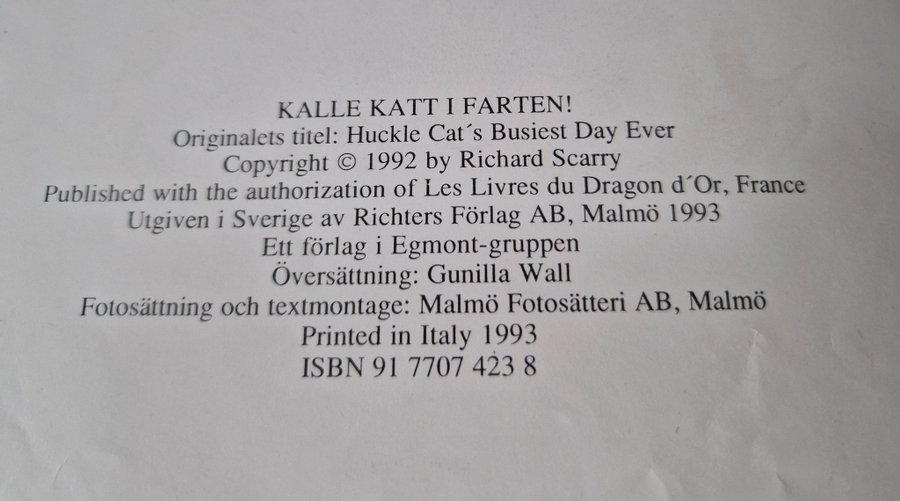 KALLE KATT I FARTEN!
Originalets titel: Huckle Cat´s Busiest Day Ever
Copyright © 1992 by Richard Scarry
Published with the authorization of Les Livres du Dragon d´Or, France
Utgiven i Sverige av Richters Förlag AB, Malmö 1993
Ett förlag i Egmont-gruppen
Översättning: Gunilla Wall
Fotosättning och textmontage: Malmö Fotosätteri AB, Malmö
Printed in Italy 1993
ISBN 91 7707 423 8